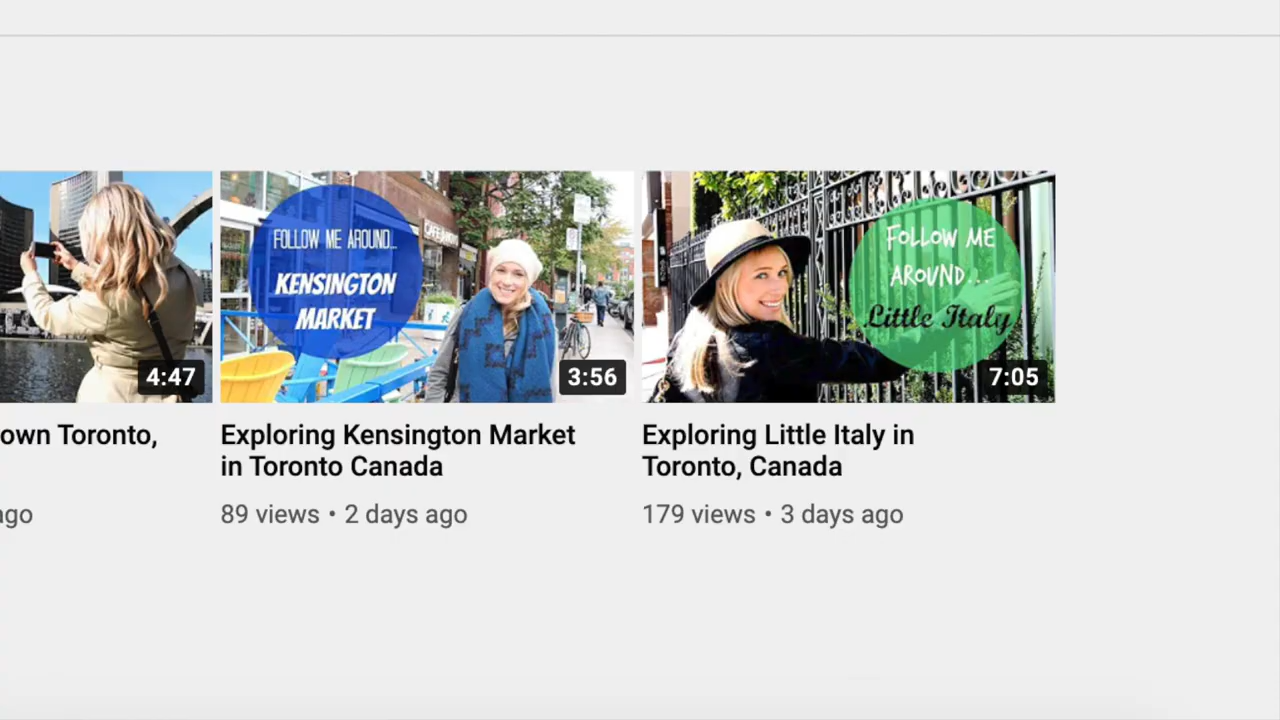 FOLLOW ME AROUND...
KENSINGTON
MARKET
FOLLOW ME
AROUND...
Little Italy
4:47
3:56
7:05
own Toronto,
Exploring Kensington Market
in Toronto Canada
Exploring Little Italy in
Toronto, Canada
ago
89 views • 2 days ago
179 views • 3 days ago